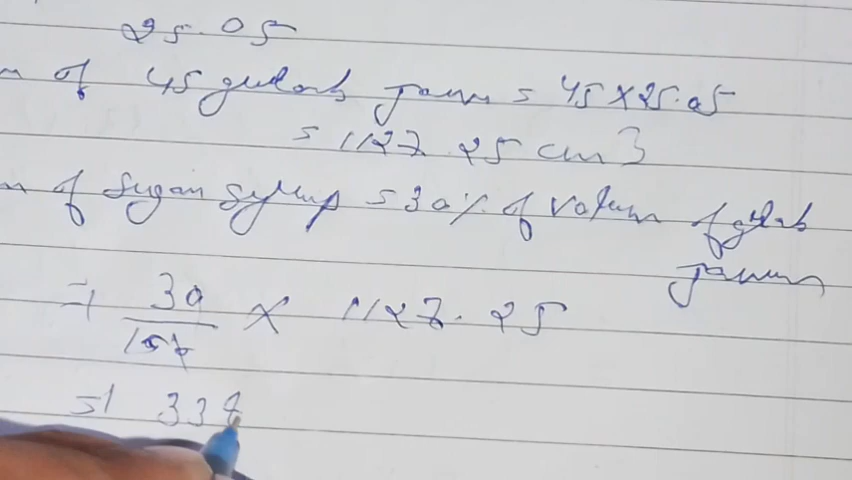 25.05
m of 45 gulab Jamun = 45 X 25.05
= 1127.25 cm3
m of Sugar Syrup = 30% of Volum of gulab
Jamun
=) 30/100 X 1127.25
=) 338